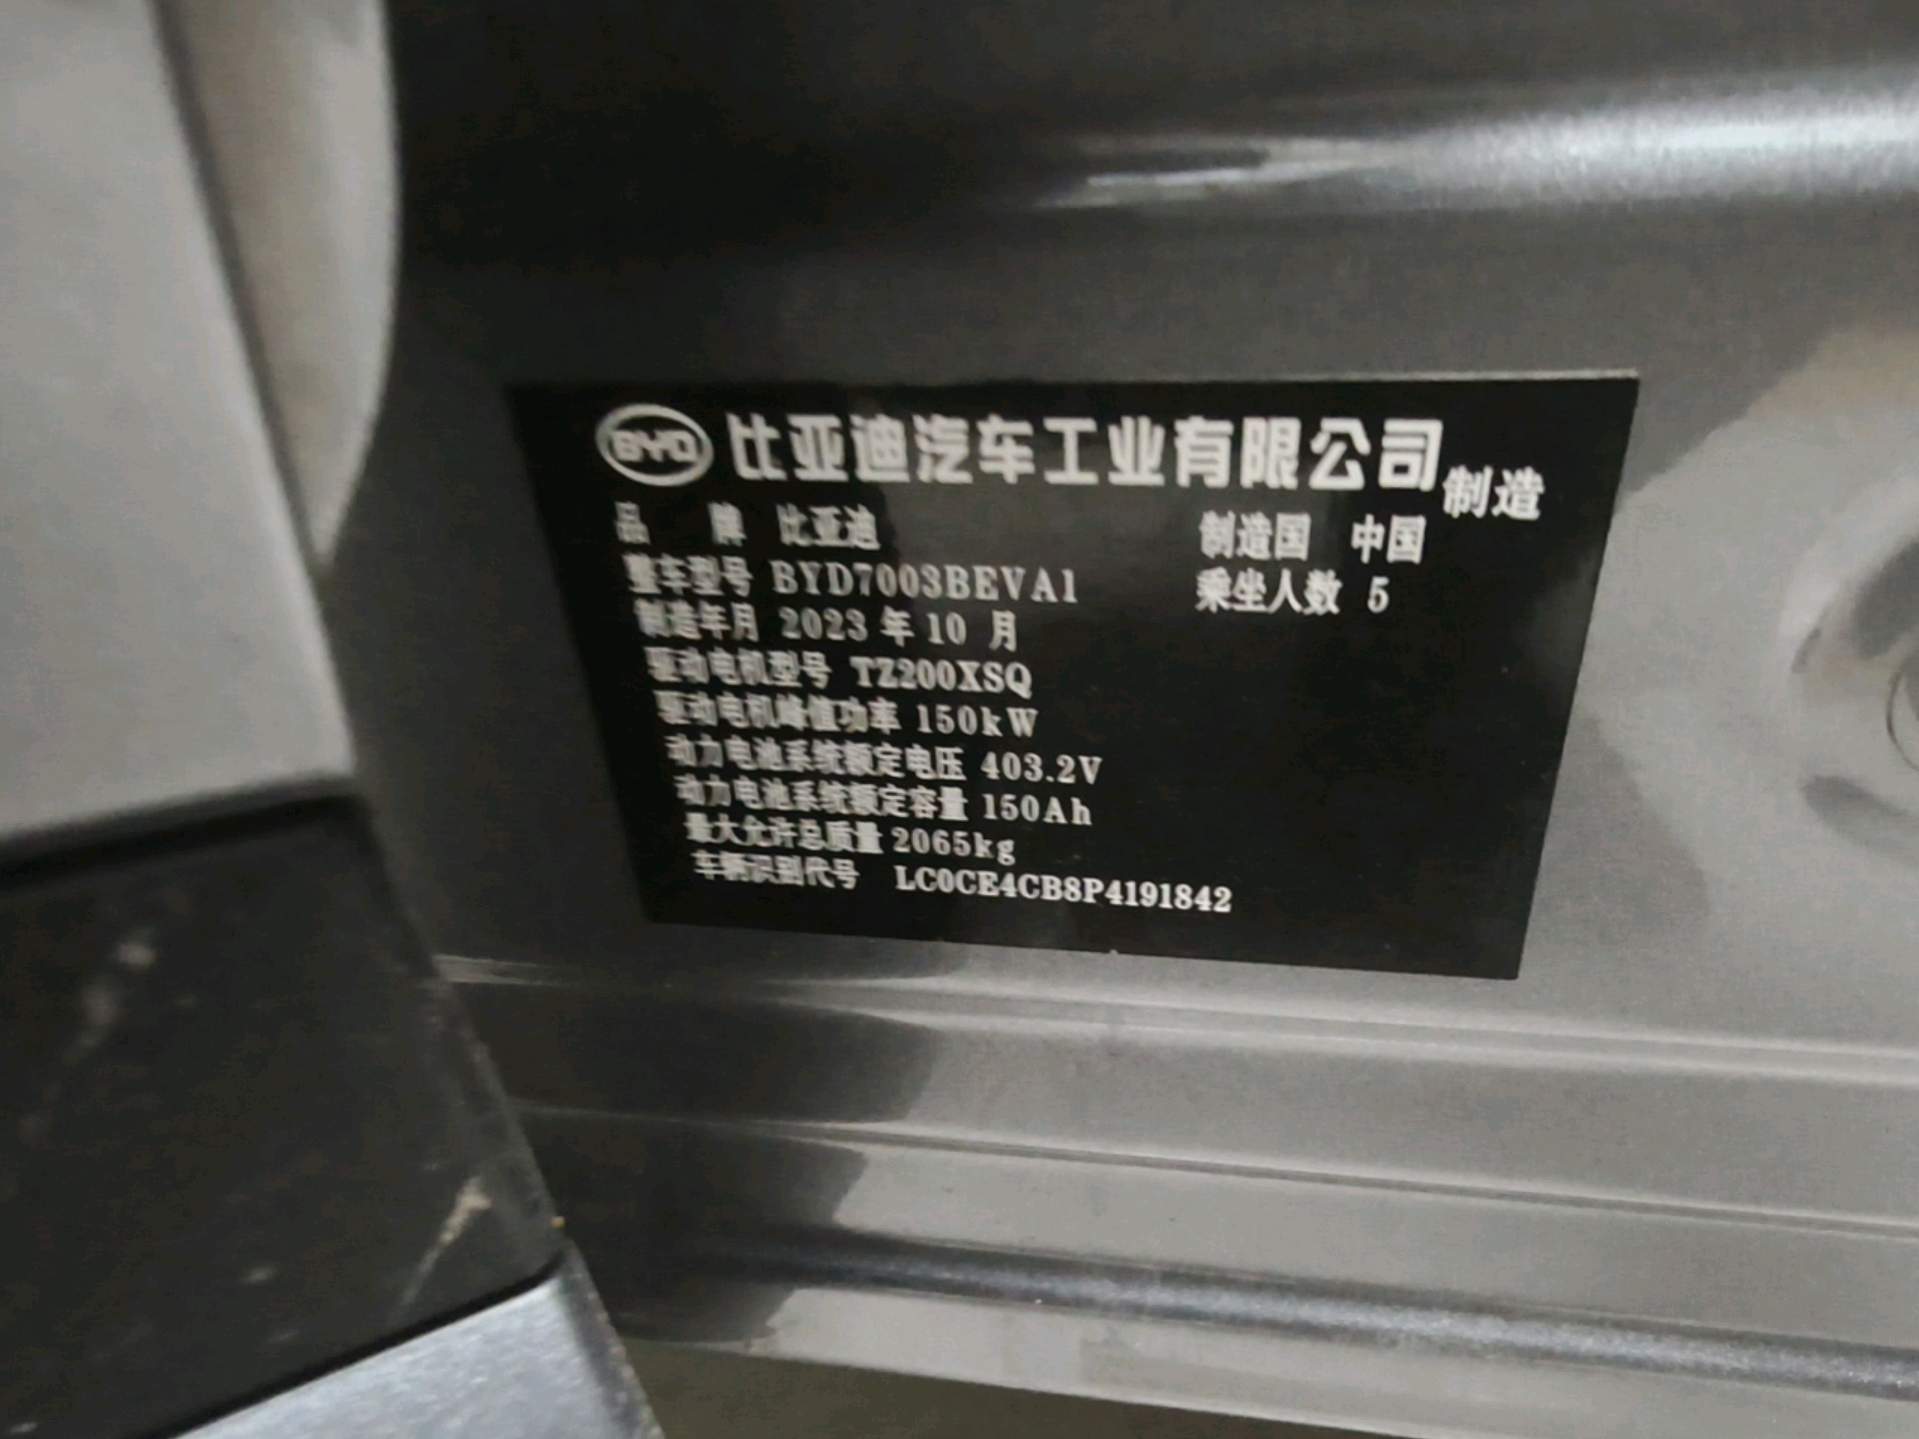 BYD 比亚迪汽车工业有限公司 制造
品 牌 比亚迪 制造国 中国
整车型号 BYD7003BEVA1 乘坐人数 5
制造年月 2023 年 10 月
驱动电机型号 TZ200XSQ
驱动电机峰值功率 150kW
动力电池系统额定电压 403.2V
动力电池系统额定容量 150Ah
最大允许总质量 2065kg
车辆识别代号 LC0CE4CB8P4191842